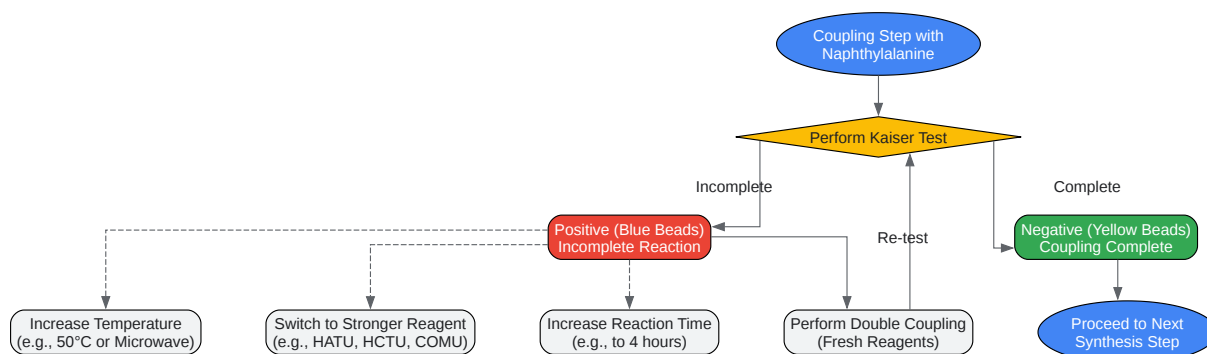 Coupling Step with
Naphthylalanine
Perform Kaiser Test
Incomplete
Complete
Positive (Blue Beads)
Incomplete Reaction
Re-test
Negative (Yellow Beads)
Coupling Complete
Increase Temperature
(e.g., 50°C or Microwave)
Switch to Stronger Reagent
(e.g., HATU, HCTU, COMU)
Increase Reaction Time
(e.g., to 4 hours)
Perform Double Coupling
(Fresh Reagents)
Proceed to Next
Synthesis Step